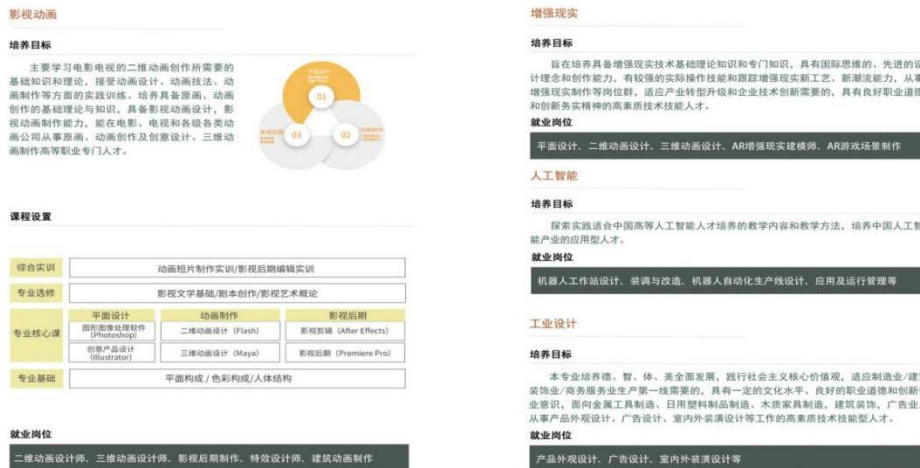 影视动画
培养目标
主要学习电影电视的二维动画创作所需要的
基础知识和理论，接受动画设计、动画技法、动
画制作等方面的实践训练。培养具备原画、动画
创作的基础理论与知识，具备影视动画设计，影
视动画制作能力，能在电影、电视和各级各类动
画公司从事原画、动画创作及创意设计、三维动
画制作高等职业专门人才。
01
02
03
课程设置
综合实训
动画短片制作实训/影视后期编辑实训
专业选修
影视文学基础/剧本创作/影视艺术概论
专业核心课
平面设计
动画制作
影视后期
图形图像处理软件
(Photoshop)
二维动画设计（Flash）
影视剪辑（After Effects）
创意产品设计
(Illustrator)
三维动画设计（Maya）
影视后期（Premiere Pro）
专业基础
平面构成 / 色彩构成/人体结构
就业岗位
二维动画设计师、三维动画设计师、影视后期制作、特效设计师、建筑动画制作
增强现实
培养目标
旨在培养具备增强现实技术基础理论知识和专门知识，具有国际思维的、先进的设
计理念和创作能力，有较强的实际操作技能和跟踪增强现实新工艺、新潮流能力，从事
增强现实制作等岗位群，适应产业转型升级和企业技术创新需要的，具有良好职业道德
和创新务实精神的高素质技术技能人才。
就业岗位
平面设计、二维动画设计、三维动画设计、AR增强现实建模师、AR游戏场景制作
人工智能
培养目标
探索实践适合中国高等人工智能人才培养的教学内容和教学方法，培养中国人工智
能产业的应用型人才。
就业岗位
机器人工作站设计、装调与改造、机器人自动化生产线设计、应用及运行管理等
工业设计
培养目标
本专业培养德、智、体、美全面发展，践行社会主义核心价值观，适应制造业/建
装饰业/商务服务业生产第一线需要的，具有一定的文化水平、良好的职业道德和创新
业意识，面向金属工具制造、日用塑料制品制造、木质家具制造，建筑装饰，广告业
从事产品外观设计、广告设计、室内外装潢设计等工作的高素质技术技能型人才。
就业岗位
产品外观设计、广告设计、室内外装潢设计等